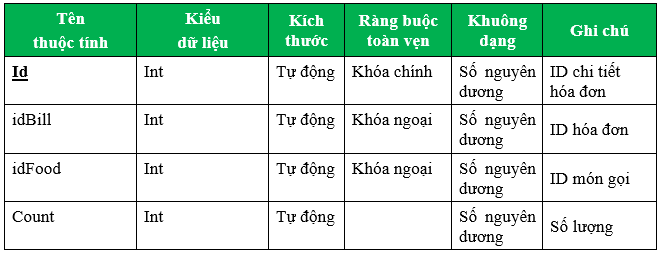 Tên
thuộc tính
Kiểu
dữ liệu
Kích
thước
Ràng buộc
toàn vẹn
Khuông
dạng
Ghi chú
Id
Int
Tự động
Khóa chính
Số nguyên
dương
ID chi tiết
hóa đơn
idBill
Int
Tự động
Khóa ngoại
Số nguyên
dương
ID hóa đơn
idFood
Int
Tự động
Khóa ngoại
Số nguyên
dương
ID món gọi
Count
Int
Tự động
Số nguyên
dương
Số lượng